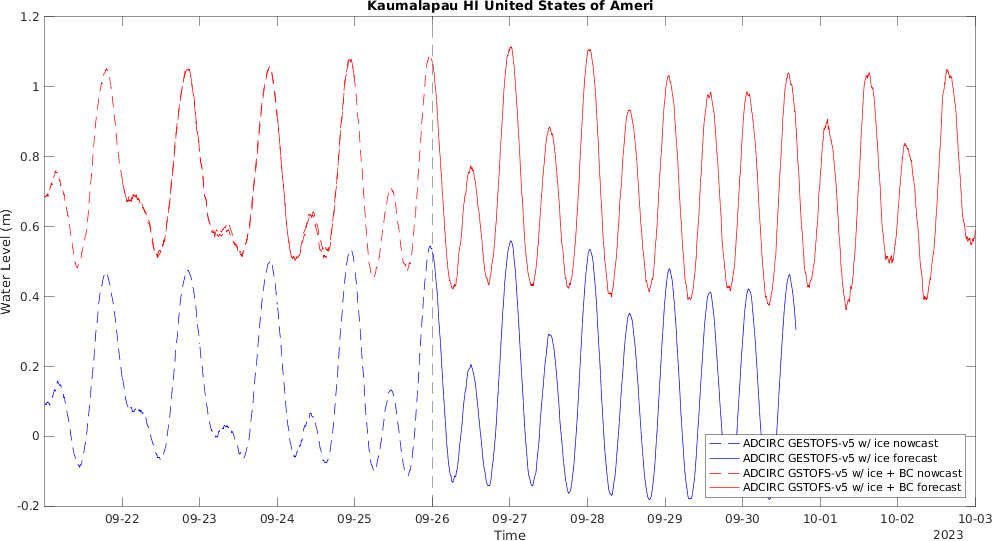 Kaumalapau HI United States of Ameri
1.2
1
0.8
0.6
0.4
0.2
0
-0.2
Water Level (m)
ADCIRC GESTOFS-v5 w/ ice nowcast
ADCIRC GESTOFS-v5 w/ ice forecast
ADCIRC GSTOFS-v5 w/ ice + BC nowcast
ADCIRC GSTOFS-v5 w/ ice + BC forecast
09-22 09-23 09-24 09-25 09-26 09-27 09-28 09-29 09-30 10-01 10-02 10-03
Time
2023